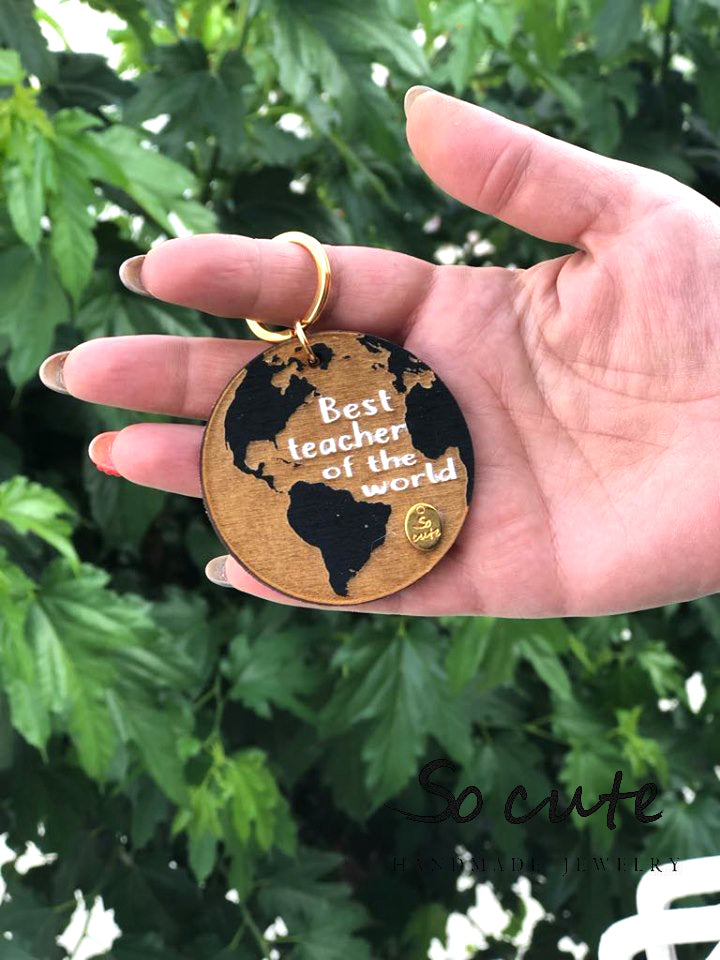 Best
teacher
of the
world
So
cute
So cute
HANDMADE JEWELRY